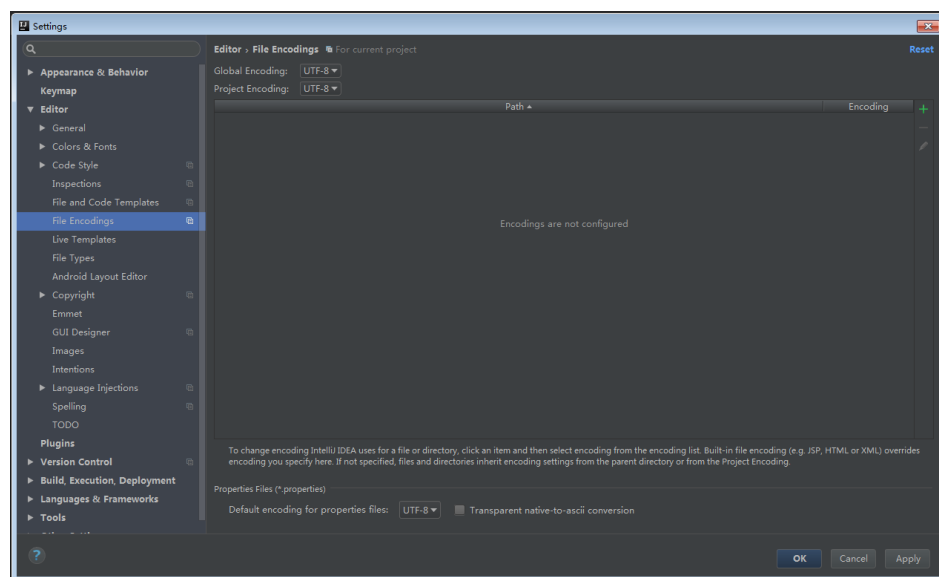 Settings
Editor › File Encodings For current project
Reset
Global Encoding: UTF-8
Project Encoding: UTF-8
Path Encoding
Encodings are not configured
Appearance & Behavior
Keymap
Editor
General
Colors & Fonts
Code Style
Inspections
File and Code Templates
File Encodings
Live Templates
File Types
Android Layout Editor
Copyright
Emmet
GUI Designer
Images
Intentions
Language Injections
Spelling
TODO
Plugins
Version Control
Build, Execution, Deployment
Languages & Frameworks
Tools
To change encoding IntelliJ IDEA uses for a file or directory, click an item and then select encoding from the encoding list. Built-in file encoding (e.g. JSP, HTML or XML) overrides
encoding you specify here. If not specified, files and directories inherit encoding settings from the parent directory or from the Project Encoding.
Properties Files (*.properties)
Default encoding for properties files: UTF-8 Transparent native-to-ascii conversion
?
OK Cancel Apply